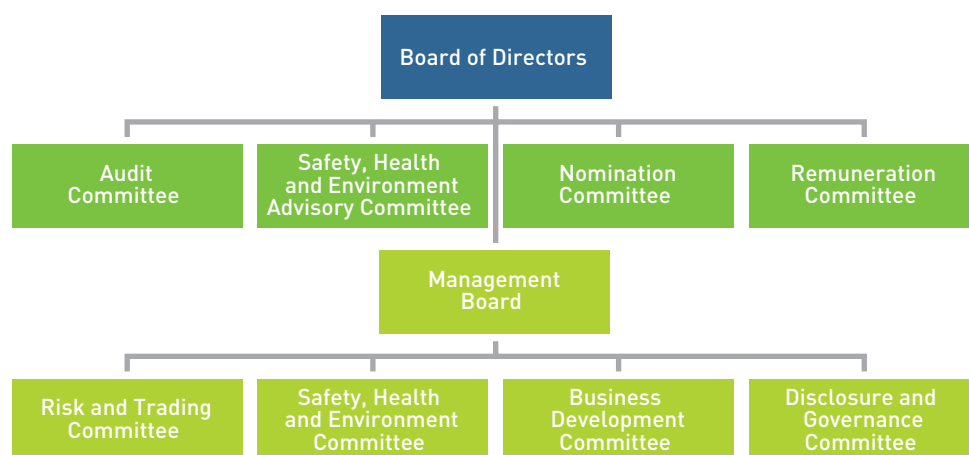 Board of Directors
Audit
Committee
Safety, Health
and Environment
Advisory Committee
Nomination
Committee
Remuneration
Committee
Management
Board
Risk and Trading
Committee
Safety, Health
and Environment
Committee
Business
Development
Committee
Disclosure and
Governance
Committee